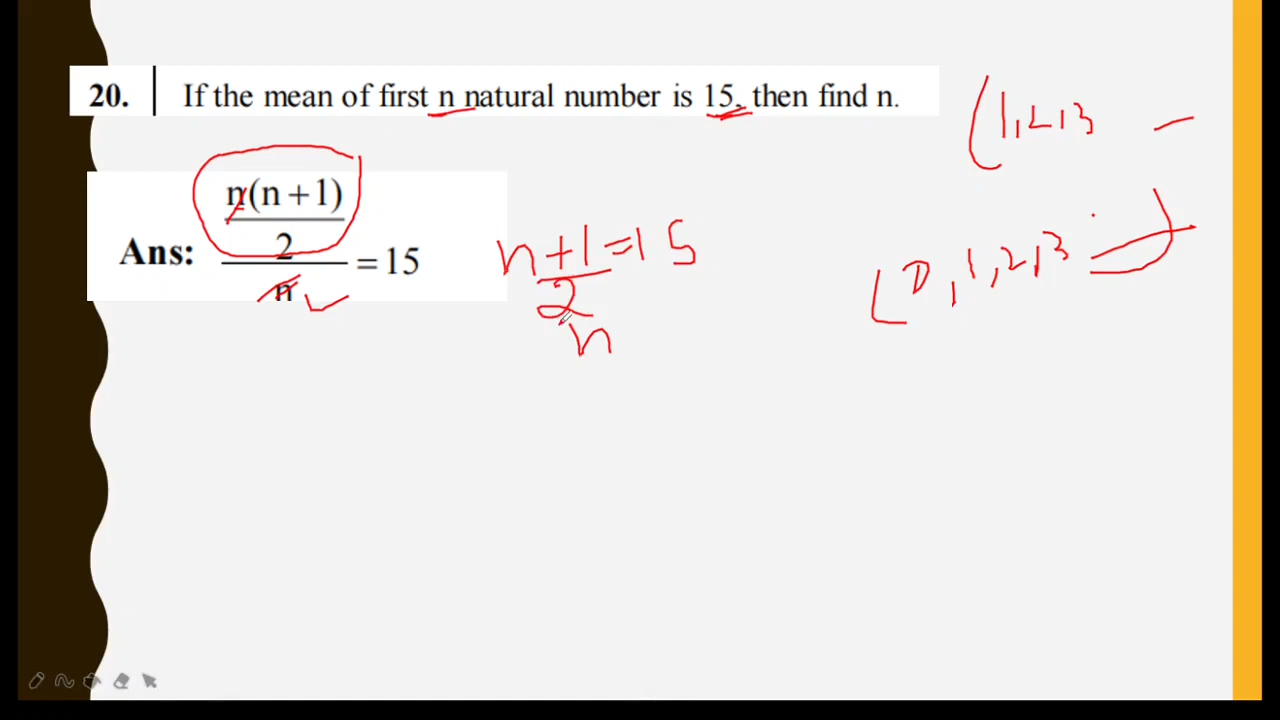 20. If the mean of first n natural number is 15, then find n.
(1,2,3 –
Ans: n(n+1)/2/n = 15
n+1/2 = 15
n
(0,1,2,3